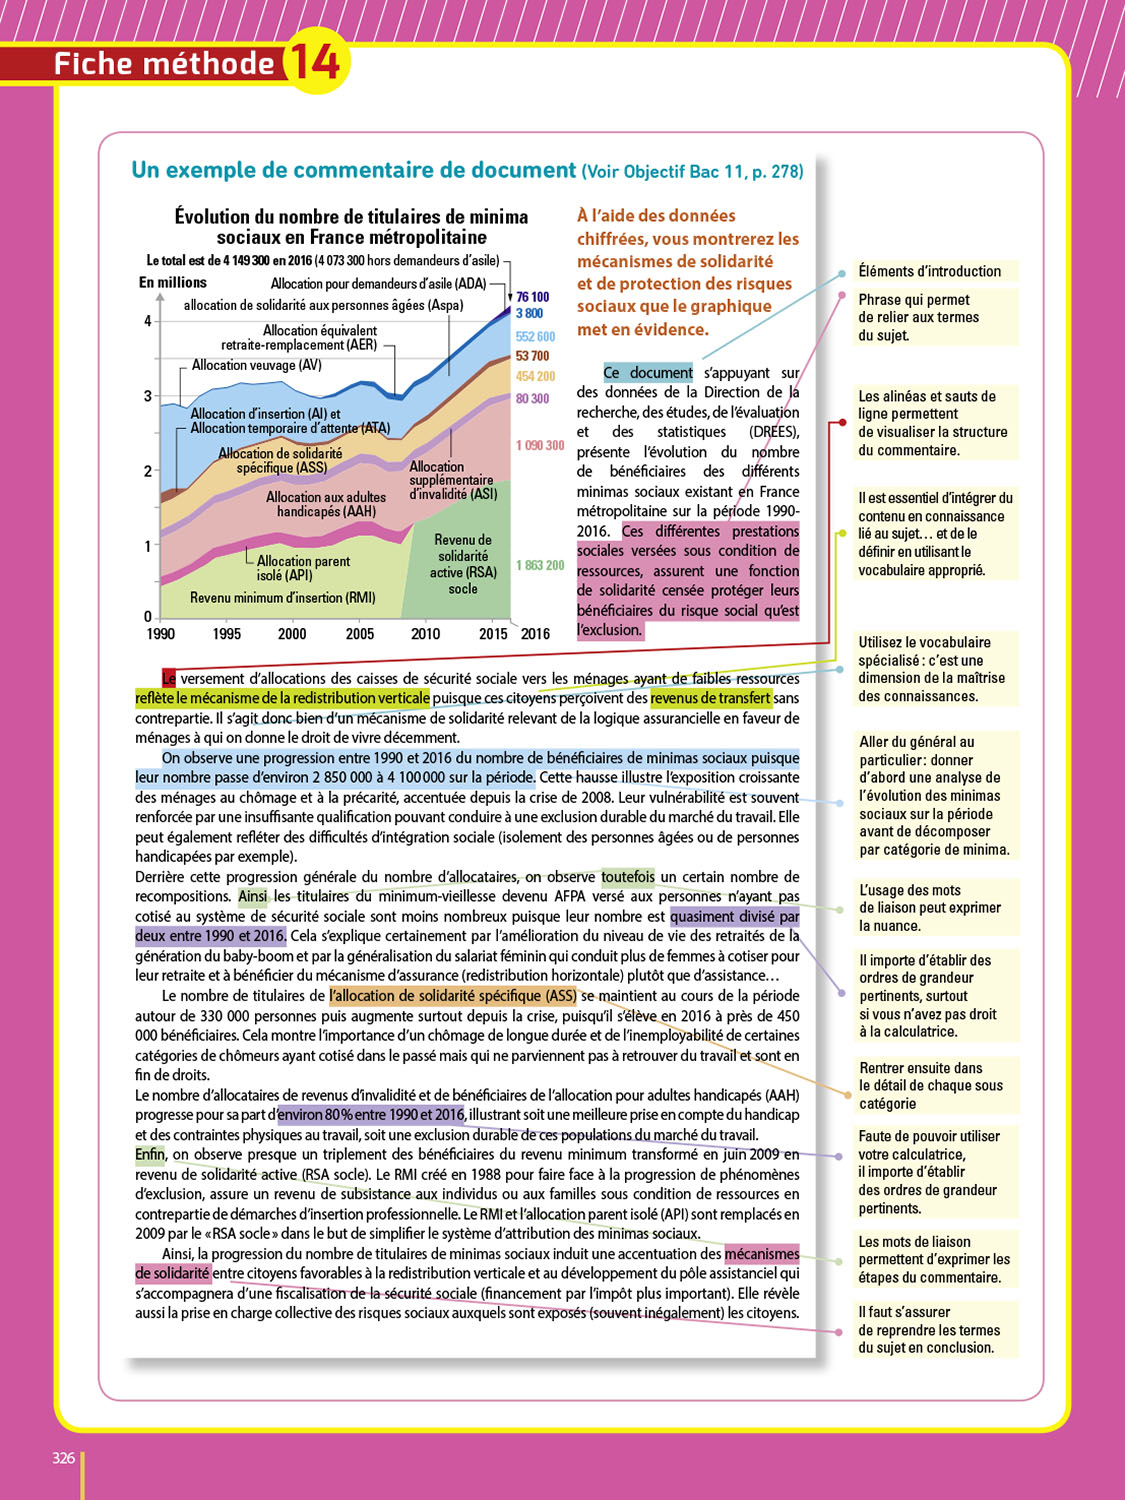 Fiche méthode 14
Un exemple de commentaire de document (Voir Objectif Bac 11, p. 278)
Évolution du nombre de titulaires de minima
sociaux en France métropolitaine
Le total est de 4 149 300 en 2016 (4 073 300 hors demandeurs d'asile)
En millions
Allocation pour demandeurs d'asile (ADA)
allocation de solidarité aux personnes âgées (Aspa)
Allocation équivalent
retraite-remplacement (AER)
Allocation veuvage (AV)
Allocation d'insertion (AI) et
Allocation temporaire d'attente (ATA)
Allocation de solidarité
spécifique (ASS)
Allocation aux adultes
handicapés (AAH)
Allocation
supplémentaire
d'invalidité (ASI)
Allocation parent
isolé (API)
Revenu minimum d'insertion (RMI)
Revenu de
solidarité
active (RSA)
socle
4
3
2
1
0
1990
1995
2000
2005
2010
2015
2016
76 100
3 800
552 600
53 700
454 200
80 300
1 090 300
1 863 200
À l'aide des données
chiffrées, vous montrerez les
mécanismes de solidarité
et de protection des risques
sociaux que le graphique
met en évidence.
Ce document s'appuyant sur
des données de la Direction de la
recherche, des études, de l'évaluation
et des statistiques (DREES),
présente l'évolution du nombre
de bénéficiaires des différents
minimas sociaux existant en France
métropolitaine sur la période 1990-
2016. Ces différentes prestations
sociales versées sous condition de
ressources, assurent une fonction
de solidarité censée protéger leurs
bénéficiaires du risque social qu'est
l'exclusion.
Le versement d'allocations des caisses de sécurité sociale vers les ménages ayant de faibles ressources
reflète le mécanisme de la redistribution verticale puisque ces citoyens perçoivent des revenus de transfert sans
contrepartie. Il s'agit donc bien d'un mécanisme de solidarité relevant de la logique assurancielle en faveur de
ménages à qui on donne le droit de vivre décemment.
On observe une progression entre 1990 et 2016 du nombre de bénéficiaires de minimas sociaux puisque
leur nombre passe d'environ 2 850 000 à 4 100 000 sur la période. Cette hausse illustre l'exposition croissante
des ménages au chômage et à la précarité, accentuée depuis la crise de 2008. Leur vulnérabilité est souvent
renforcée par une insuffisante qualification pouvant conduire à une exclusion durable du marché du travail. Elle
peut également refléter des difficultés d'intégration sociale (isolement des personnes âgées ou de personnes
handicapées par exemple).
Derrière cette progression générale du nombre d'allocataires, on observe toutefois un certain nombre de
recompositions. Ainsi les titulaires du minimum-vieillesse devenu AFPA versé aux personnes n'ayant pas
cotisé au système de sécurité sociale sont moins nombreux puisque leur nombre est quasiment divisé par
deux entre 1990 et 2016. Cela s'explique certainement par l'amélioration du niveau de vie des retraités de la
génération du baby-boom et par la généralisation du salariat féminin qui conduit plus de femmes à cotiser pour
leur retraite et à bénéficier du mécanisme d'assurance (redistribution horizontale) plutôt que d'assistance…
Le nombre de titulaires de l'allocation de solidarité spécifique (ASS) se maintient au cours de la période
autour de 330 000 personnes puis augmente surtout depuis la crise, puisqu'il s'élève en 2016 à près de 450
000 bénéficiaires. Cela montre l'importance d'un chômage de longue durée et de l'inemployabilité de certaines
catégories de chômeurs ayant cotisé dans le passé mais qui ne parviennent pas à retrouver du travail et sont en
fin de droits.
Le nombre d'allocataires de revenus d'invalidité et de bénéficiaires de l'allocation pour adultes handicapés (AAH)
progresse pour sa part d'environ 80 % entre 1990 et 2016, illustrant soit une meilleure prise en compte du handicap
et des contraintes physiques au travail, soit une exclusion durable de ces populations du marché du travail.
Enfin, on observe presque un triplement des bénéficiaires du revenu minimum transformé en juin 2009 en
revenu de solidarité active (RSA socle). Le RMI créé en 1988 pour faire face à la progression de phénomènes
d'exclusion, assure un revenu de subsistance aux individus ou aux familles sous condition de ressources en
contrepartie de démarches d'insertion professionnelle. Le RMI et l'allocation parent isolé (API) sont remplacés en
2009 par le « RSA socle » dans le but de simplifier le système d'attribution des minimas sociaux.
Ainsi, la progression du nombre de titulaires de minimas sociaux induit une accentuation des mécanismes
de solidarité entre citoyens favorables à la redistribution verticale et au développement du pôle assistanciel qui
s'accompagnera d'une fiscalisation de la sécurité sociale (financement par l'impôt plus important). Elle révèle
aussi la prise en charge collective des risques sociaux auxquels sont exposés (souvent inégalement) les citoyens.
Éléments d'introduction
Phrase qui permet
de relier aux termes
du sujet.
Les alinéas et sauts de
ligne permettent
de visualiser la structure
du commentaire.
Il est essentiel d'intégrer du
contenu en connaissance
lié au sujet… et de le
définir en utilisant le
vocabulaire approprié.
Utilisez le vocabulaire
spécialisé : c'est une
dimension de la maîtrise
des connaissances.
Aller du général au
particulier : donner
d'abord une analyse de
l'évolution des minimas
sociaux sur la période
avant de décomposer
par catégorie de minima.
L'usage des mots
de liaison peut exprimer
la nuance.
Il importe d'établir des
ordres de grandeur
pertinents, surtout
si vous n'avez pas droit
à la calculatrice.
Rentrer ensuite dans
le détail de chaque sous
catégorie
Faute de pouvoir utiliser
votre calculatrice,
il importe d'établir
des ordres de grandeur
pertinents.
Les mots de liaison
permettent d'exprimer les
étapes du commentaire.
Il faut s'assurer
de reprendre les termes
du sujet en conclusion.
326